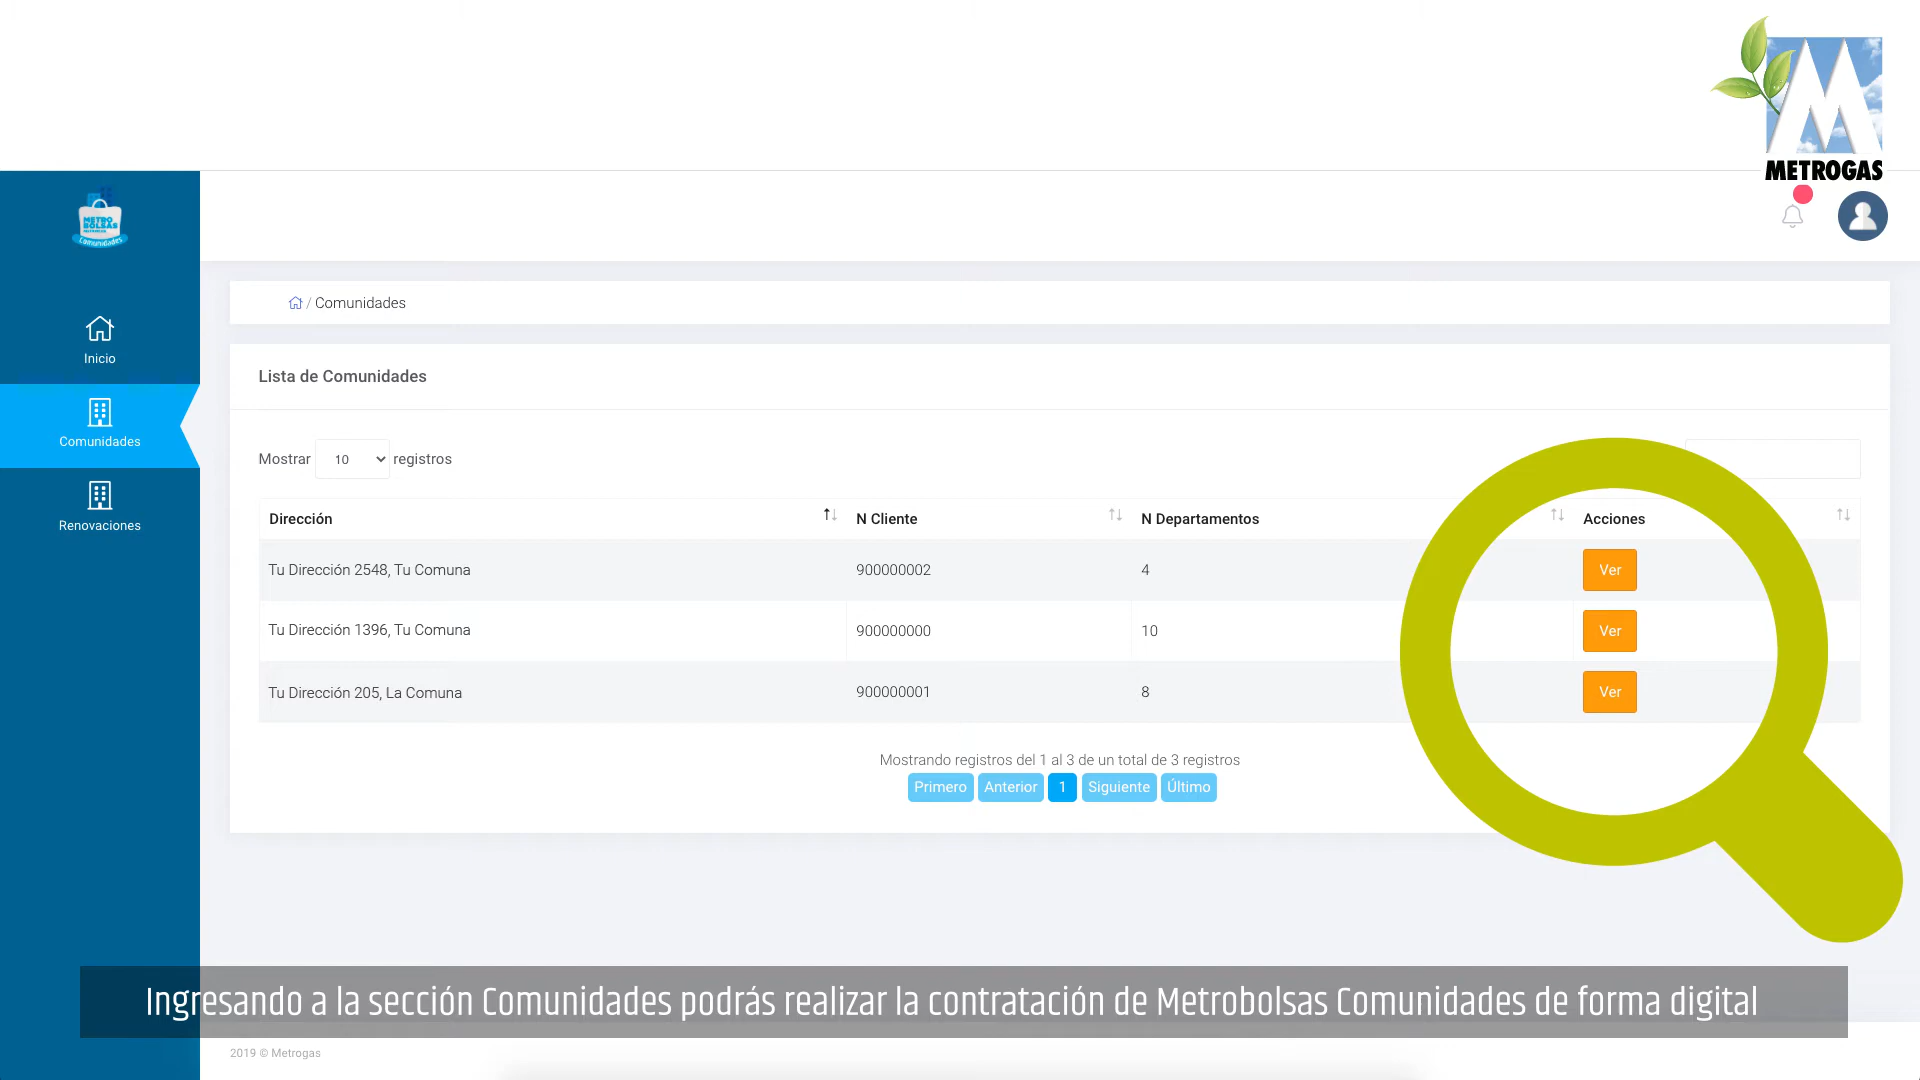 METROGAS
METRO
BOLSAS
Comunidades
Inicio
Comunidades
Renovaciones
/ Comunidades
Lista de Comunidades
Mostrar 10 registros
Dirección N Cliente N Departamentos Acciones
Tu Dirección 2548, Tu Comuna 900000002 4 Ver
Tu Dirección 1396, Tu Comuna 900000000 10 Ver
Tu Dirección 205, La Comuna 900000001 8 Ver
Mostrando registros del 1 al 3 de un total de 3 registros
Primero Anterior 1 Siguiente Último
Ingresando a la sección Comunidades podrás realizar la contratación de Metrobolsas Comunidades de forma digital
2019 © Metrogas